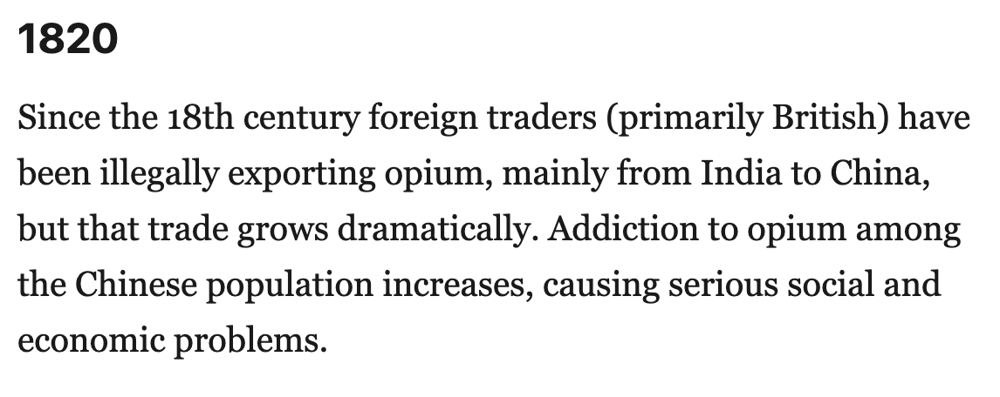 1820
Since the 18th century foreign traders (primarily British) have
been illegally exporting opium, mainly from India to China,
but that trade grows dramatically. Addiction to opium among
the Chinese population increases, causing serious social and
economic problems.